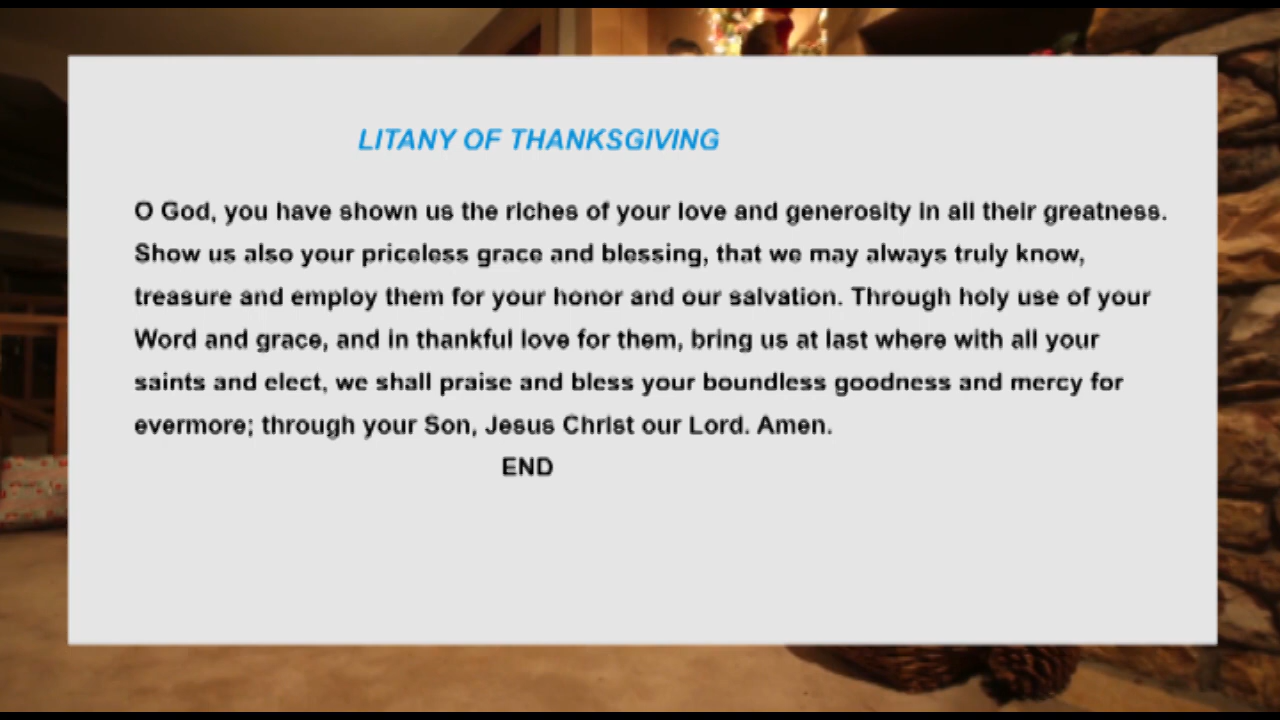 LITANY OF THANKSGIVING
O God, you have shown us the riches of your love and generosity in all their greatness.
Show us also your priceless grace and blessing, that we may always truly know,
treasure and employ them for your honor and our salvation. Through holy use of your
Word and grace, and in thankful love for them, bring us at last where with all your
saints and elect, we shall praise and bless your boundless goodness and mercy for
evermore; through your Son, Jesus Christ our Lord. Amen.
END